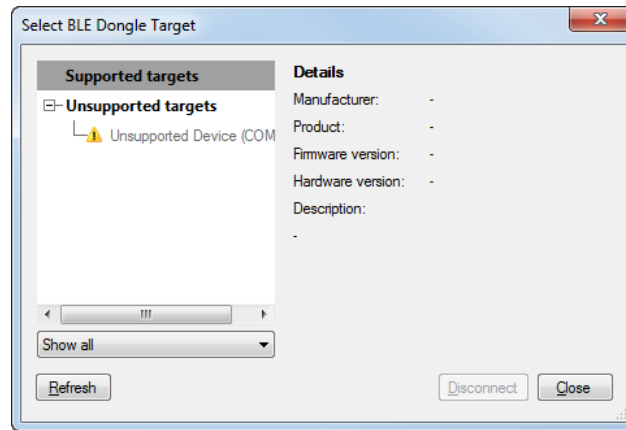 Select BLE Dongle Target
Supported targets
Unsupported targets
Unsupported Device (COM
Show all
Refresh
Details
Manufacturer: -
Product: -
Firmware version: -
Hardware version: -
Description:
-
Disconnect
Close